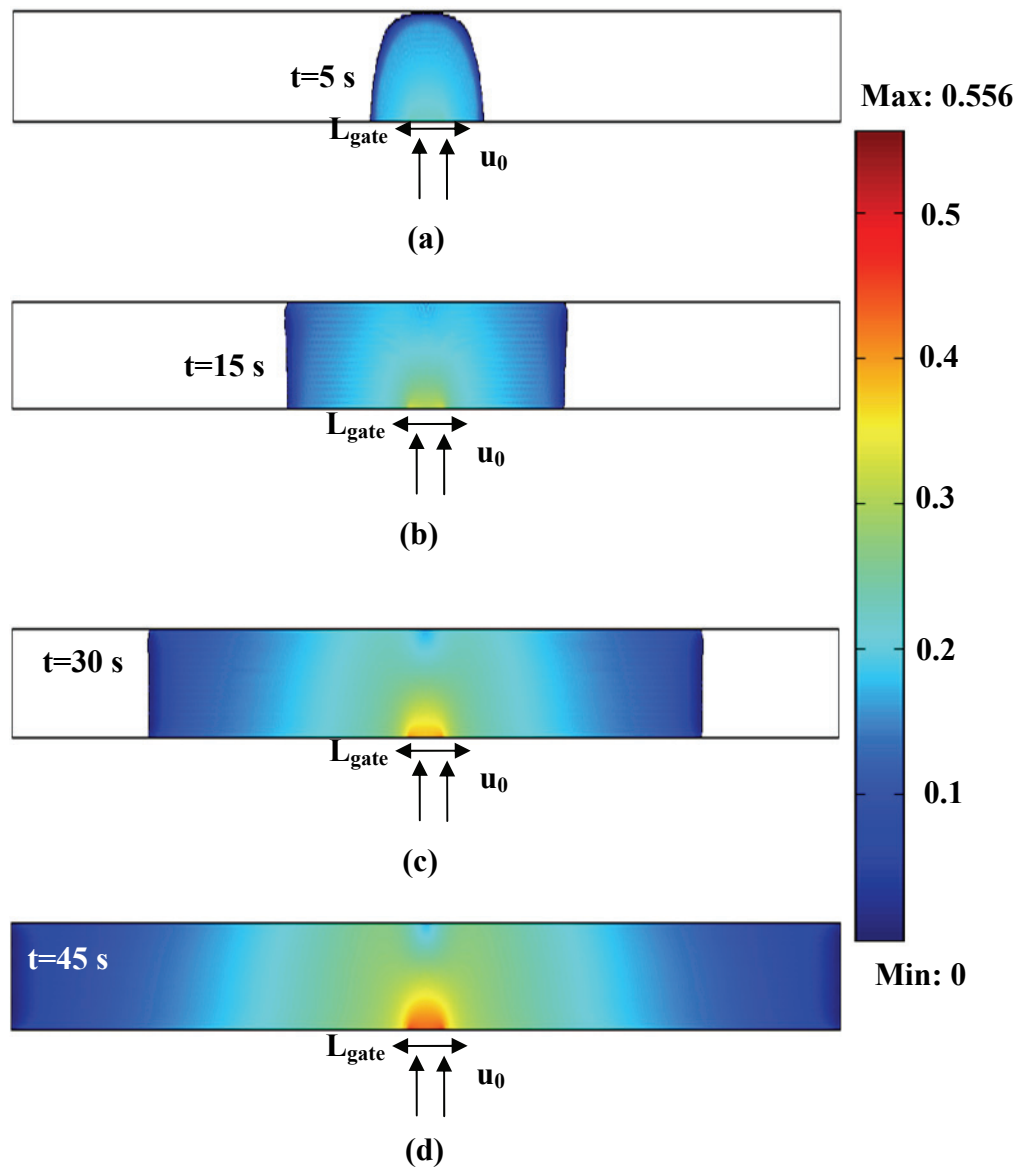 t=5 s
Lgate
u0
(a)
Max: 0.556
0.5
0.4
0.3
0.2
0.1
Min: 0
t=15 s
Lgate
u0
(b)
t=30 s
Lgate
u0
(c)
t=45 s
Lgate
u0
(d)